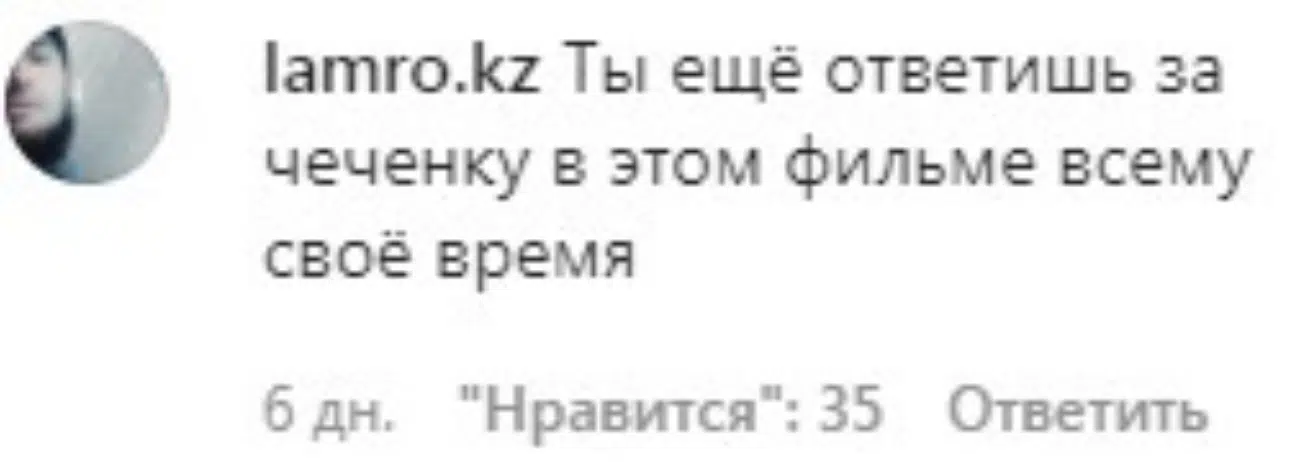 lamro.kz Ты ещё ответишь за
чеченку в этом фильме всему
своё время
6 дн. "Нравится": 35 Ответить